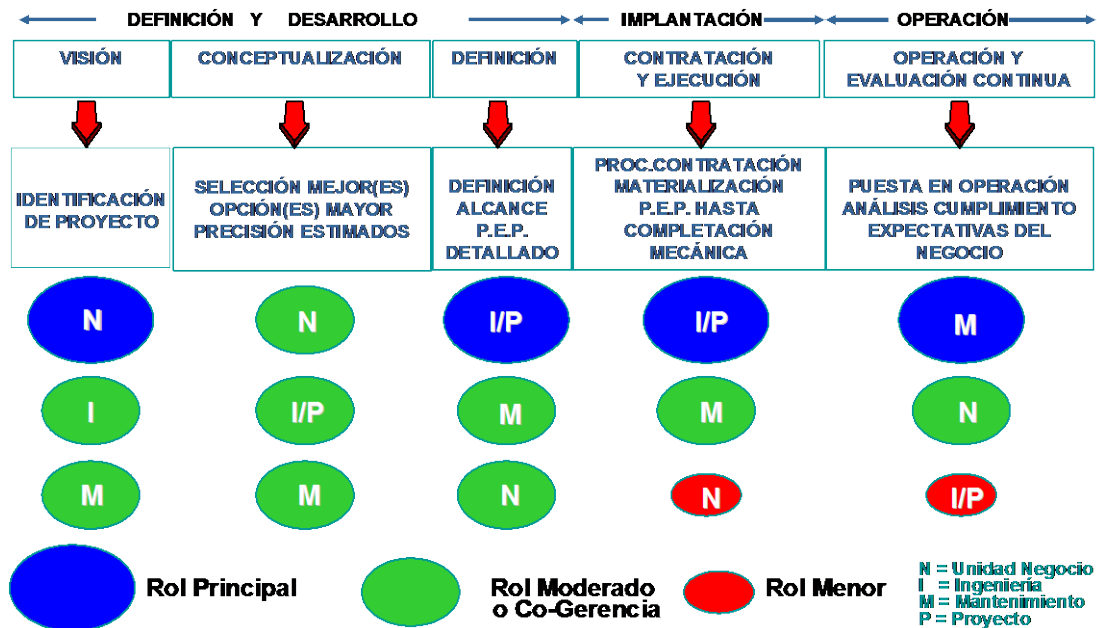 DEFINICIÓN Y DESARROLLO
IMPLANTACIÓN
OPERACIÓN
VISIÓN
CONCEPTUALIZACIÓN
DEFINICIÓN
CONTRATACIÓN
Y EJECUCIÓN
OPERACIÓN Y
EVALUACIÓN CONTINUA
IDENTIFICACIÓN
DE PROYECTO
SELECCIÓN MEJOR(ES)
OPCIÓN(ES) MAYOR
PRECISIÓN ESTIMADOS
DEFINICIÓN
ALCANCE
P.E.P.
DETALLADO
PROC.CONTRATACIÓN
MATERIALIZACIÓN
P.E.P. HASTA
COMPLETACIÓN
MECÁNICA
PUESTA EN OPERACIÓN
ANÁLISIS CUMPLIMIENTO
EXPECTATIVAS DEL
NEGOCIO
N
N
I/P
I/P
M
I
I/P
M
M
N
M
M
N
N
I/P
Rol Principal
Rol Moderado
o Co-Gerencia
Rol Menor
N = Unidad Negocio
I = Ingeniería
M = Mantenimiento
P = Proyecto